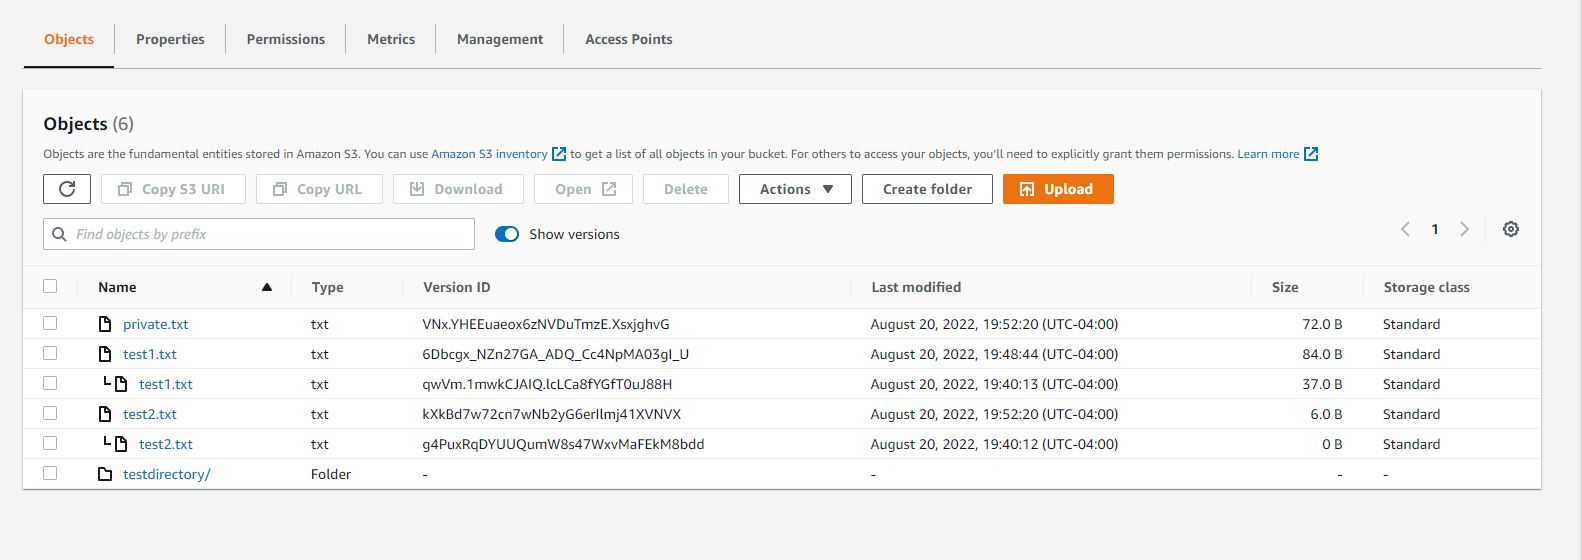 Objects Properties Permissions Metrics Management Access Points
Objects (6)
Objects are the fundamental entities stored in Amazon S3. You can use Amazon S3 inventory to get a list of all objects in your bucket. For others to access your objects, you'll need to explicitly grant them permissions. Learn more
Copy S3 URI Copy URL Download Open Delete Actions Create folder Upload
Find objects by prefix Show versions 1
Name Type Version ID Last modified Size Storage class
private.txt txt VNx.YHEEuaeox6zNVDuTmzE.XsxjghvG August 20, 2022, 19:52:20 (UTC-04:00) 72.0 B Standard
test1.txt txt 6Dbcgx_NZn27GA_ADQ_Cc4NpMA03gI_U August 20, 2022, 19:48:44 (UTC-04:00) 84.0 B Standard
test1.txt txt qwVm.1mwkCJAIQ.lcLCa8fYGfT0uJ88H August 20, 2022, 19:40:13 (UTC-04:00) 37.0 B Standard
test2.txt txt kXkBd7w72cn7wNb2yG6erIlmj41XVNVX August 20, 2022, 19:52:20 (UTC-04:00) 6.0 B Standard
test2.txt txt g4PuxRqDYUUQumW8s47WxvMaFEkM8bdd August 20, 2022, 19:40:12 (UTC-04:00) 0 B Standard
testdirectory/ Folder - - - -